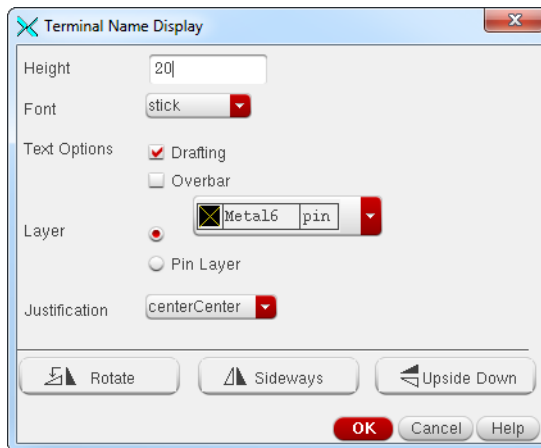 Terminal Name Display
Height 20
Font stick
Text Options Drafting
Overbar
Layer Metal6 pin
Pin Layer
Justification centerCenter
Rotate Sideways Upside Down
OK Cancel Help